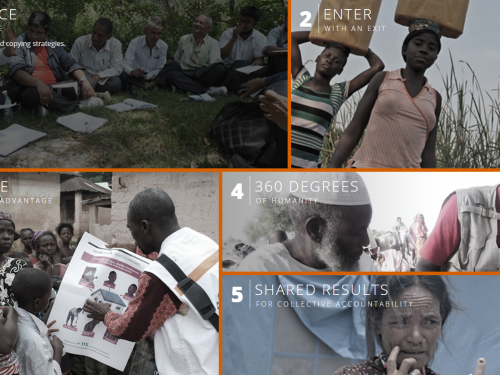 CE
d copying strategies.
2 ENTER
WITH AN EXIT
E
ADVANTAGE
4 360 DEGREES
OF HUMANITY
5 SHARED RESULTS
FOR COLLECTIVE ACCOUNTABILITY